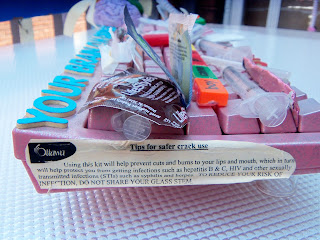 YOUR BRAIN
Ottawa
Tips for safer crack use
Using this kit will help prevent cuts and burns to your lips and mouth, which in turn
will help protect you from getting infections such as hepatitis B & C, HIV and other sexually
transmitted infections (STIs) such as syphilis and herpes. TO REDUCE YOUR RISK OF
INFECTION, DO NOT SHARE YOUR GLASS STEM